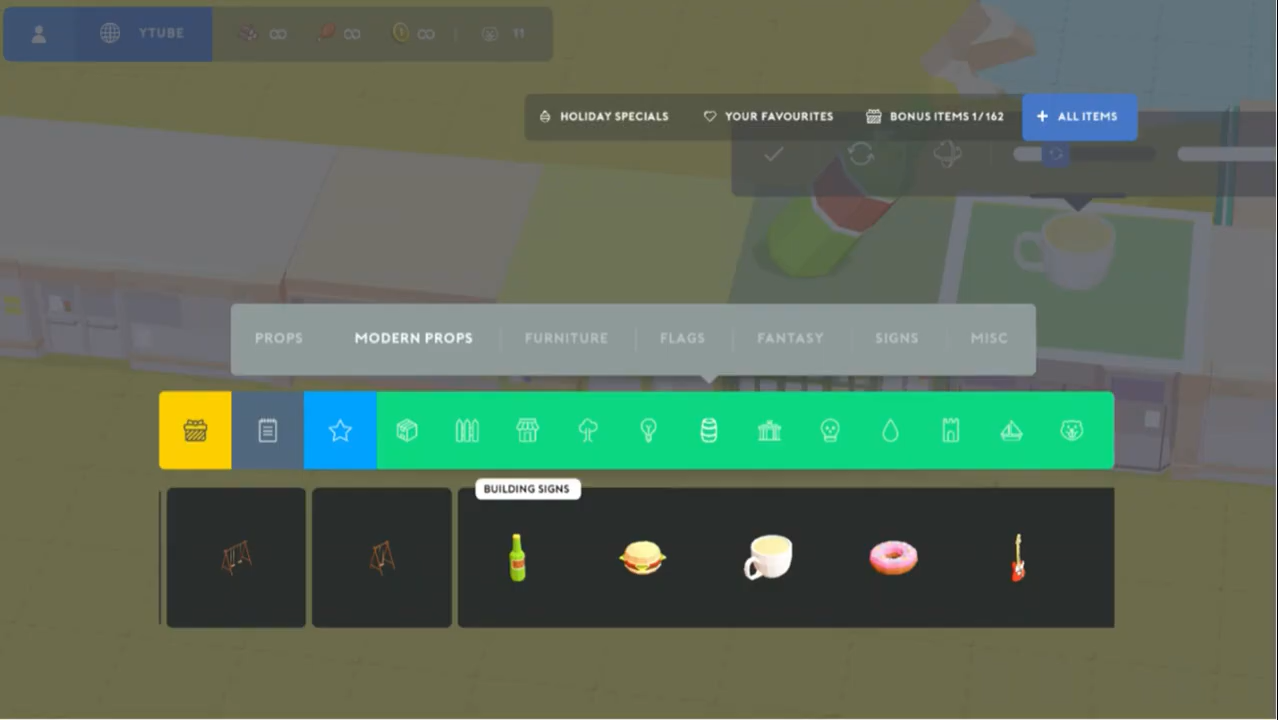 YTUBE
∞ ∞ ∞ 11
HOLIDAY SPECIALS YOUR FAVOURITES BONUS ITEMS 1/162 + ALL ITEMS
PROPS MODERN PROPS FURNITURE FLAGS FANTASY SIGNS MISC
BUILDING SIGNS